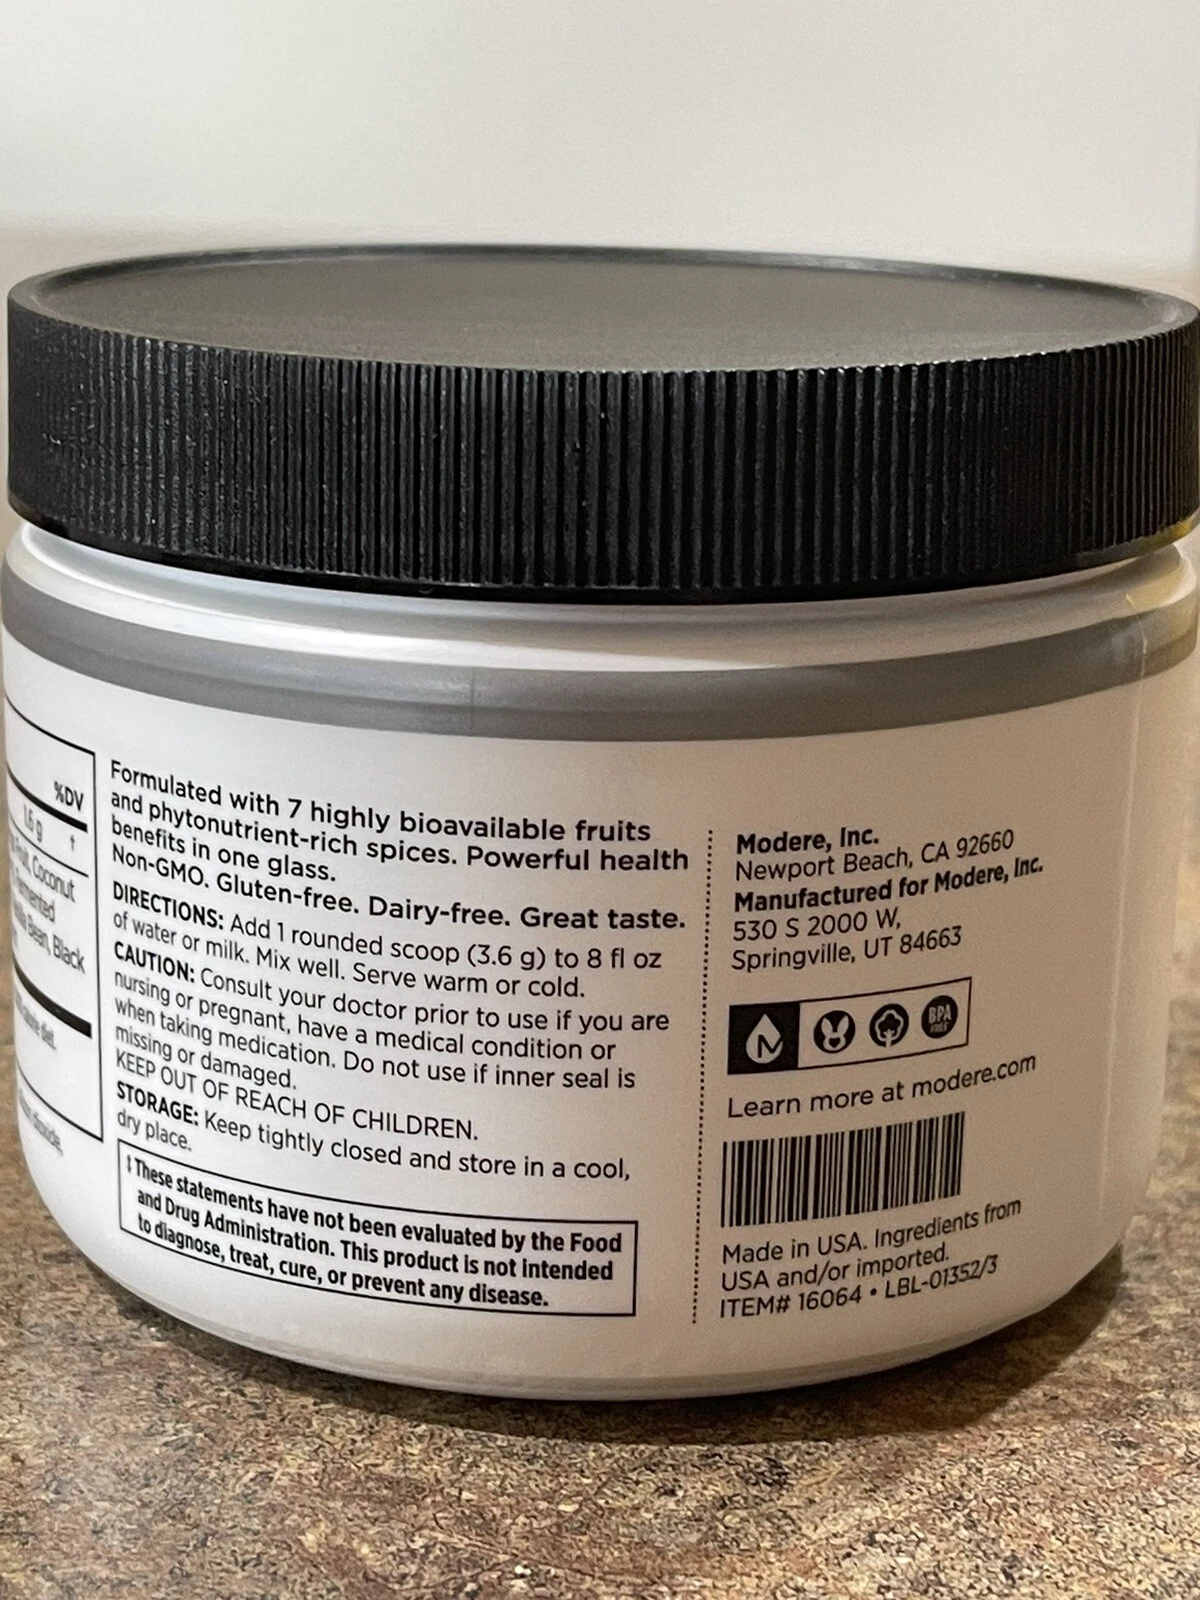 %DV
1.6 g †
Fruit, Coconut
Fermented
Bean, Black
diet.
dioxide.
Formulated with 7 highly bioavailable fruits
and phytonutrient-rich spices. Powerful health
benefits in one glass.
Non-GMO. Gluten-free. Dairy-free. Great taste.
DIRECTIONS: Add 1 rounded scoop (3.6 g) to 8 fl oz
of water or milk. Mix well. Serve warm or cold.
CAUTION: Consult your doctor prior to use if you are
nursing or pregnant, have a medical condition or
when taking medication. Do not use if inner seal is
missing or damaged.
KEEP OUT OF REACH OF CHILDREN.
STORAGE: Keep tightly closed and store in a cool,
dry place.
‡ These statements have not been evaluated by the Food
and Drug Administration. This product is not intended
to diagnose, treat, cure, or prevent any disease.
Modere, Inc.
Newport Beach, CA 92660
Manufactured for Modere, Inc.
530 S 2000 W,
Springville, UT 84663
M
BPA
FREE
Learn more at modere.com
Made in USA. Ingredients from
USA and/or imported.
ITEM# 16064 • LBL-01352/3